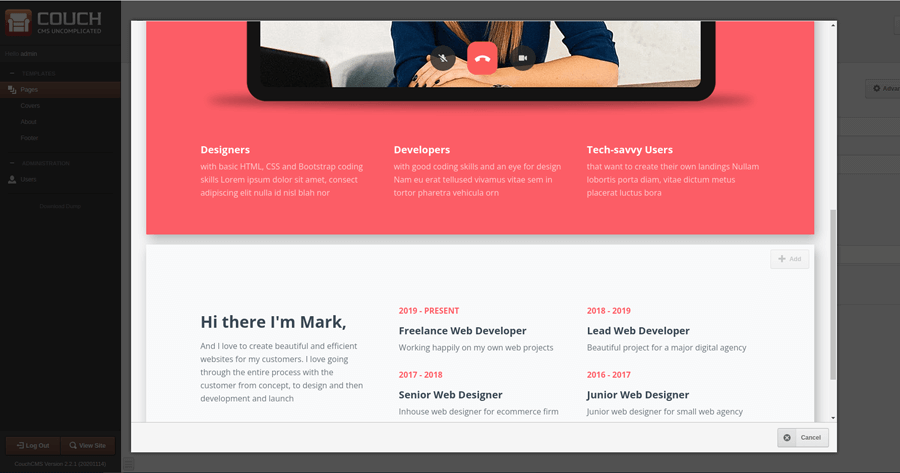 COUCH
CMS UNCOMPLICATED
Hello admin
TEMPLATES
Pages
Covers
About
Footer
ADMINISTRATION
Users
Log Out
View Site
CouchCMS Version 2.2.1
Designers
with basic HTML, CSS and Bootstrap coding
skills Lorem ipsum dolor sit amet, consect
adipiscing elit nulla id nisl blah nor
Developers
with good coding skills and an eye for design
Nam eu erat tellused vivamus vitae sem in
tortor pharetra vehicula orn
Tech-savvy Users
that want to create their own landings Nullam
lobortis porta diam, vitae dictum metus
placerat luctus bora
Add
Hi there I'm Mark,
And I love to create beautiful and efficient
websites for my customers. I love going
through the entire process with the
customer from concept, to design and then
development and launch
2019 - PRESENT
Freelance Web Developer
Working happily on my own web projects
2018 - 2019
Lead Web Developer
Beautiful project for a major digital agency
2017 - 2018
Senior Web Designer
Inhouse web designer for ecommerce firm
2016 - 2017
Junior Web Designer
Junior web designer for small web agency
Cancel